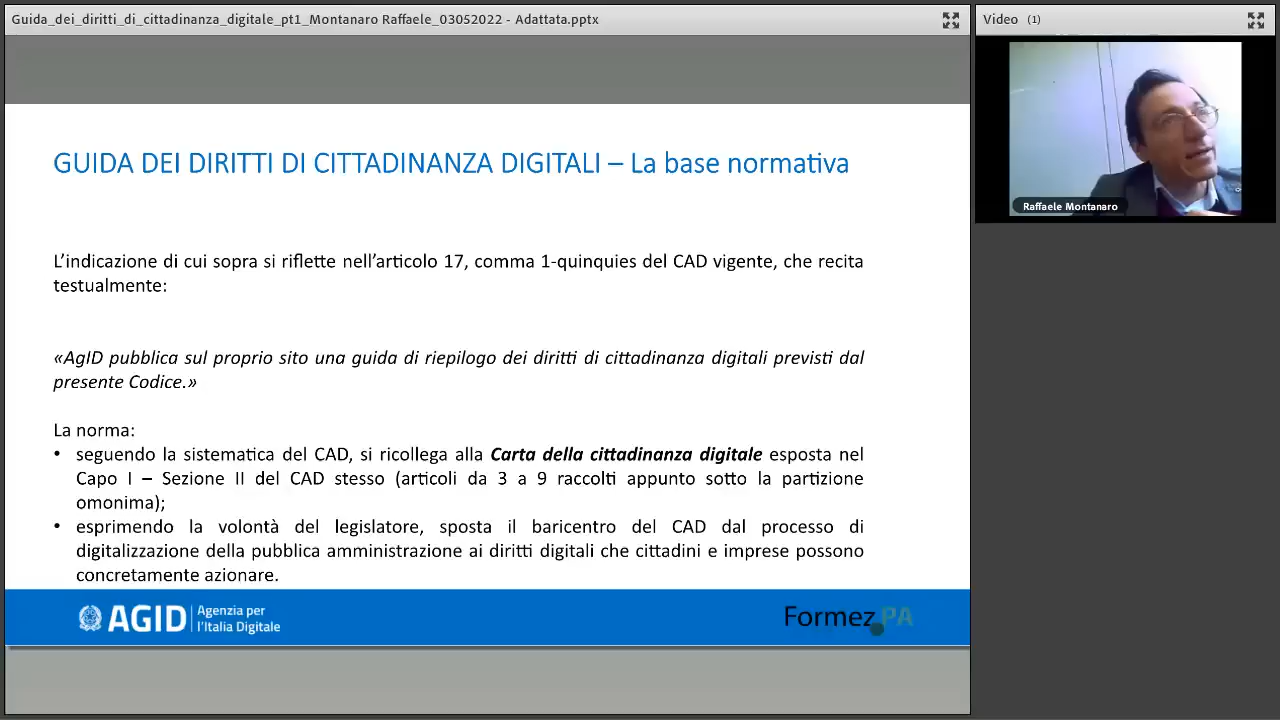 Guida_dei_diritti_di_cittadinanza_digitale_pt1_Montanaro Raffaele_03052022 - Adattata.pptx
Video (1)
Raffaele Montanaro
GUIDA DEI DIRITTI DI CITTADINANZA DIGITALI – La base normativa
L’indicazione di cui sopra si riflette nell’articolo 17, comma 1-quinquies del CAD vigente, che recita
testualmente:
«AgID pubblica sul proprio sito una guida di riepilogo dei diritti di cittadinanza digitali previsti dal
presente Codice.»
La norma:
• seguendo la sistematica del CAD, si ricollega alla Carta della cittadinanza digitale esposta nel
Capo I – Sezione II del CAD stesso (articoli da 3 a 9 raccolti appunto sotto la partizione
omonima);
• esprimendo la volontà del legislatore, sposta il baricentro del CAD dal processo di
digitalizzazione della pubblica amministrazione ai diritti digitali che cittadini e imprese possono
concretamente azionare.
AGID
Agenzia per
l’Italia Digitale
Formez PA